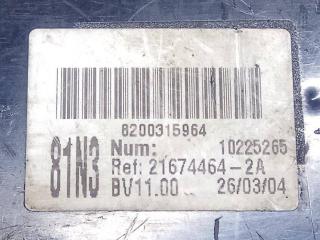 8200315964
81N3
Num: 10225265
Ref: 21674464-2A
BV11.00 26/03/04